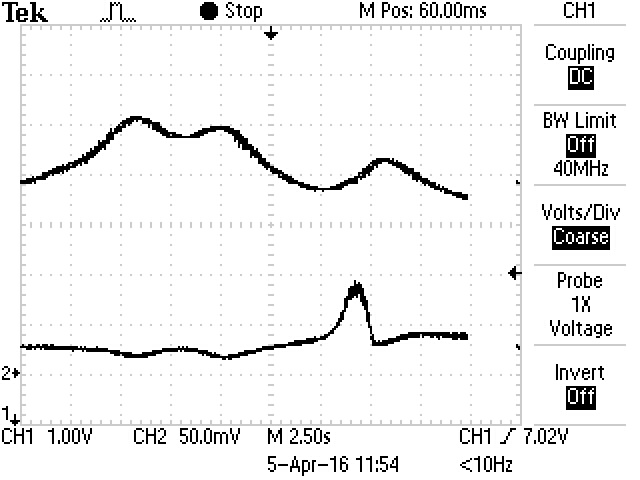 Tek Stop M Pos: 60.00ms CH1
Coupling
DC
BW Limit
Off
40MHz
Volts/Div
Coarse
Probe
1X
Voltage
Invert
Off
2
1
CH1 1.00V CH2 50.0mV M 2.50s CH1 7.02V
5-Apr-16 11:54 <10Hz